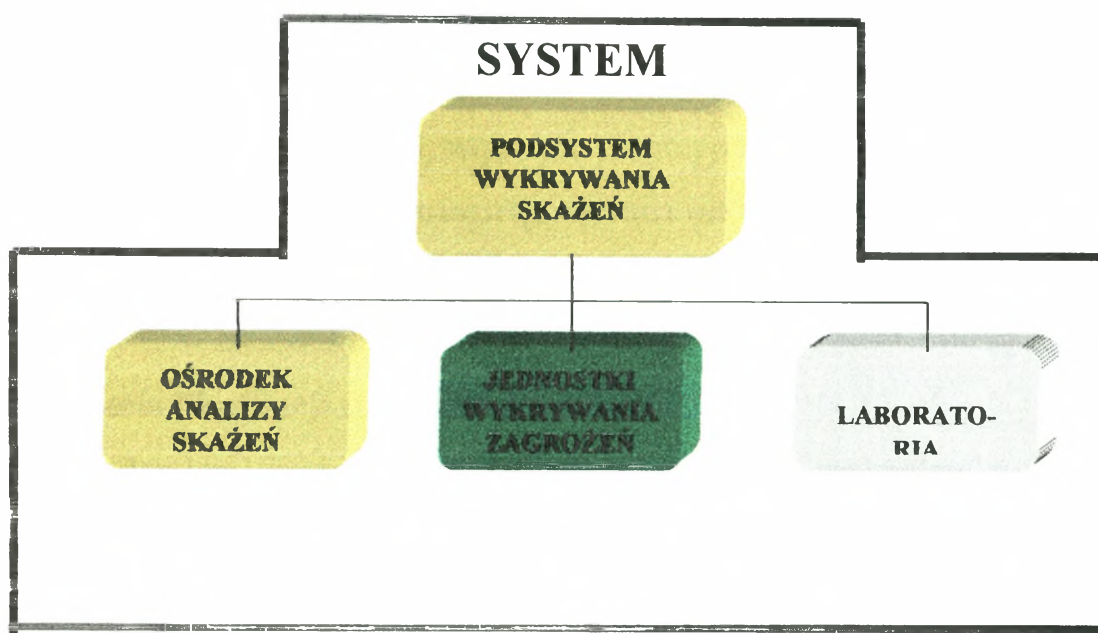 SYSTEM
PODSYSTEM
WYKRYWANIA
SKAŻEŃ
OŚRODEK
ANALIZY
SKAŻEŃ
JEDNOSTKI
WYKRYWANIA
ZAGROŻEŃ
LABORATO-
RIA